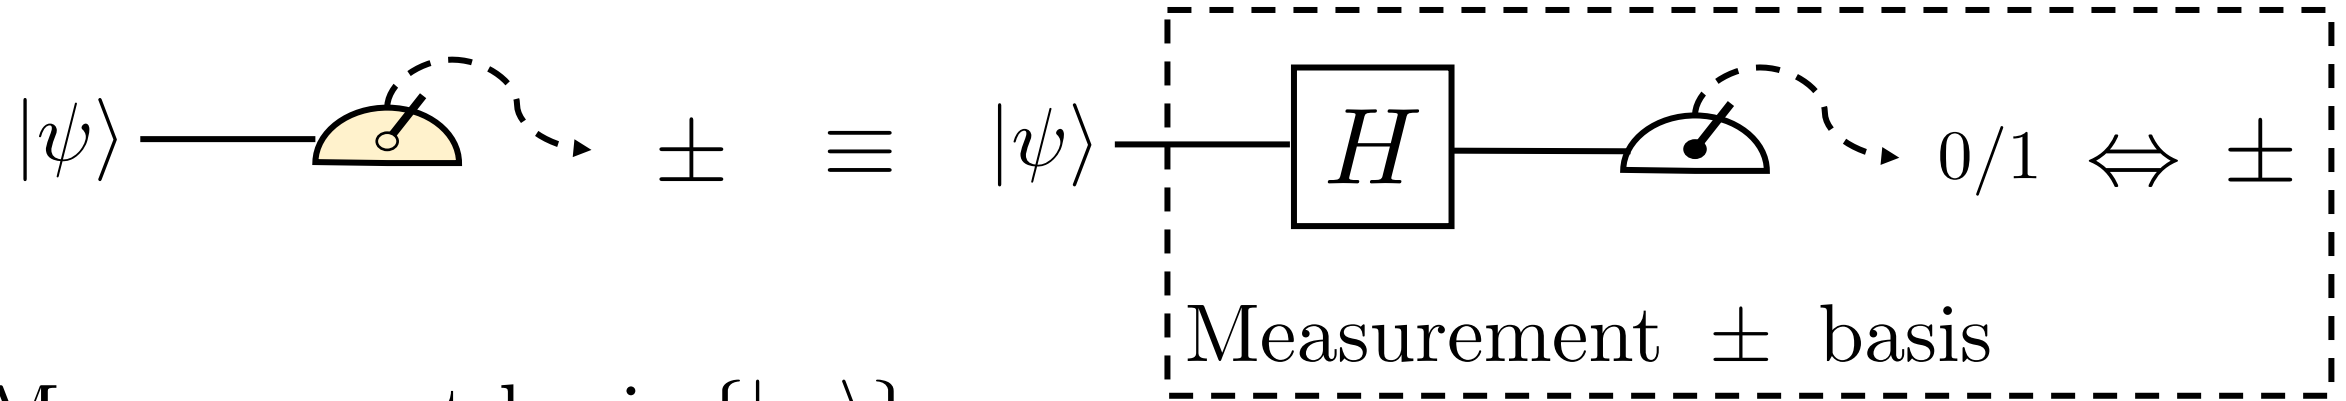 |ψ⟩ ± ≡ |ψ⟩ H 0/1 ⇔ ±
Measurement ± basis